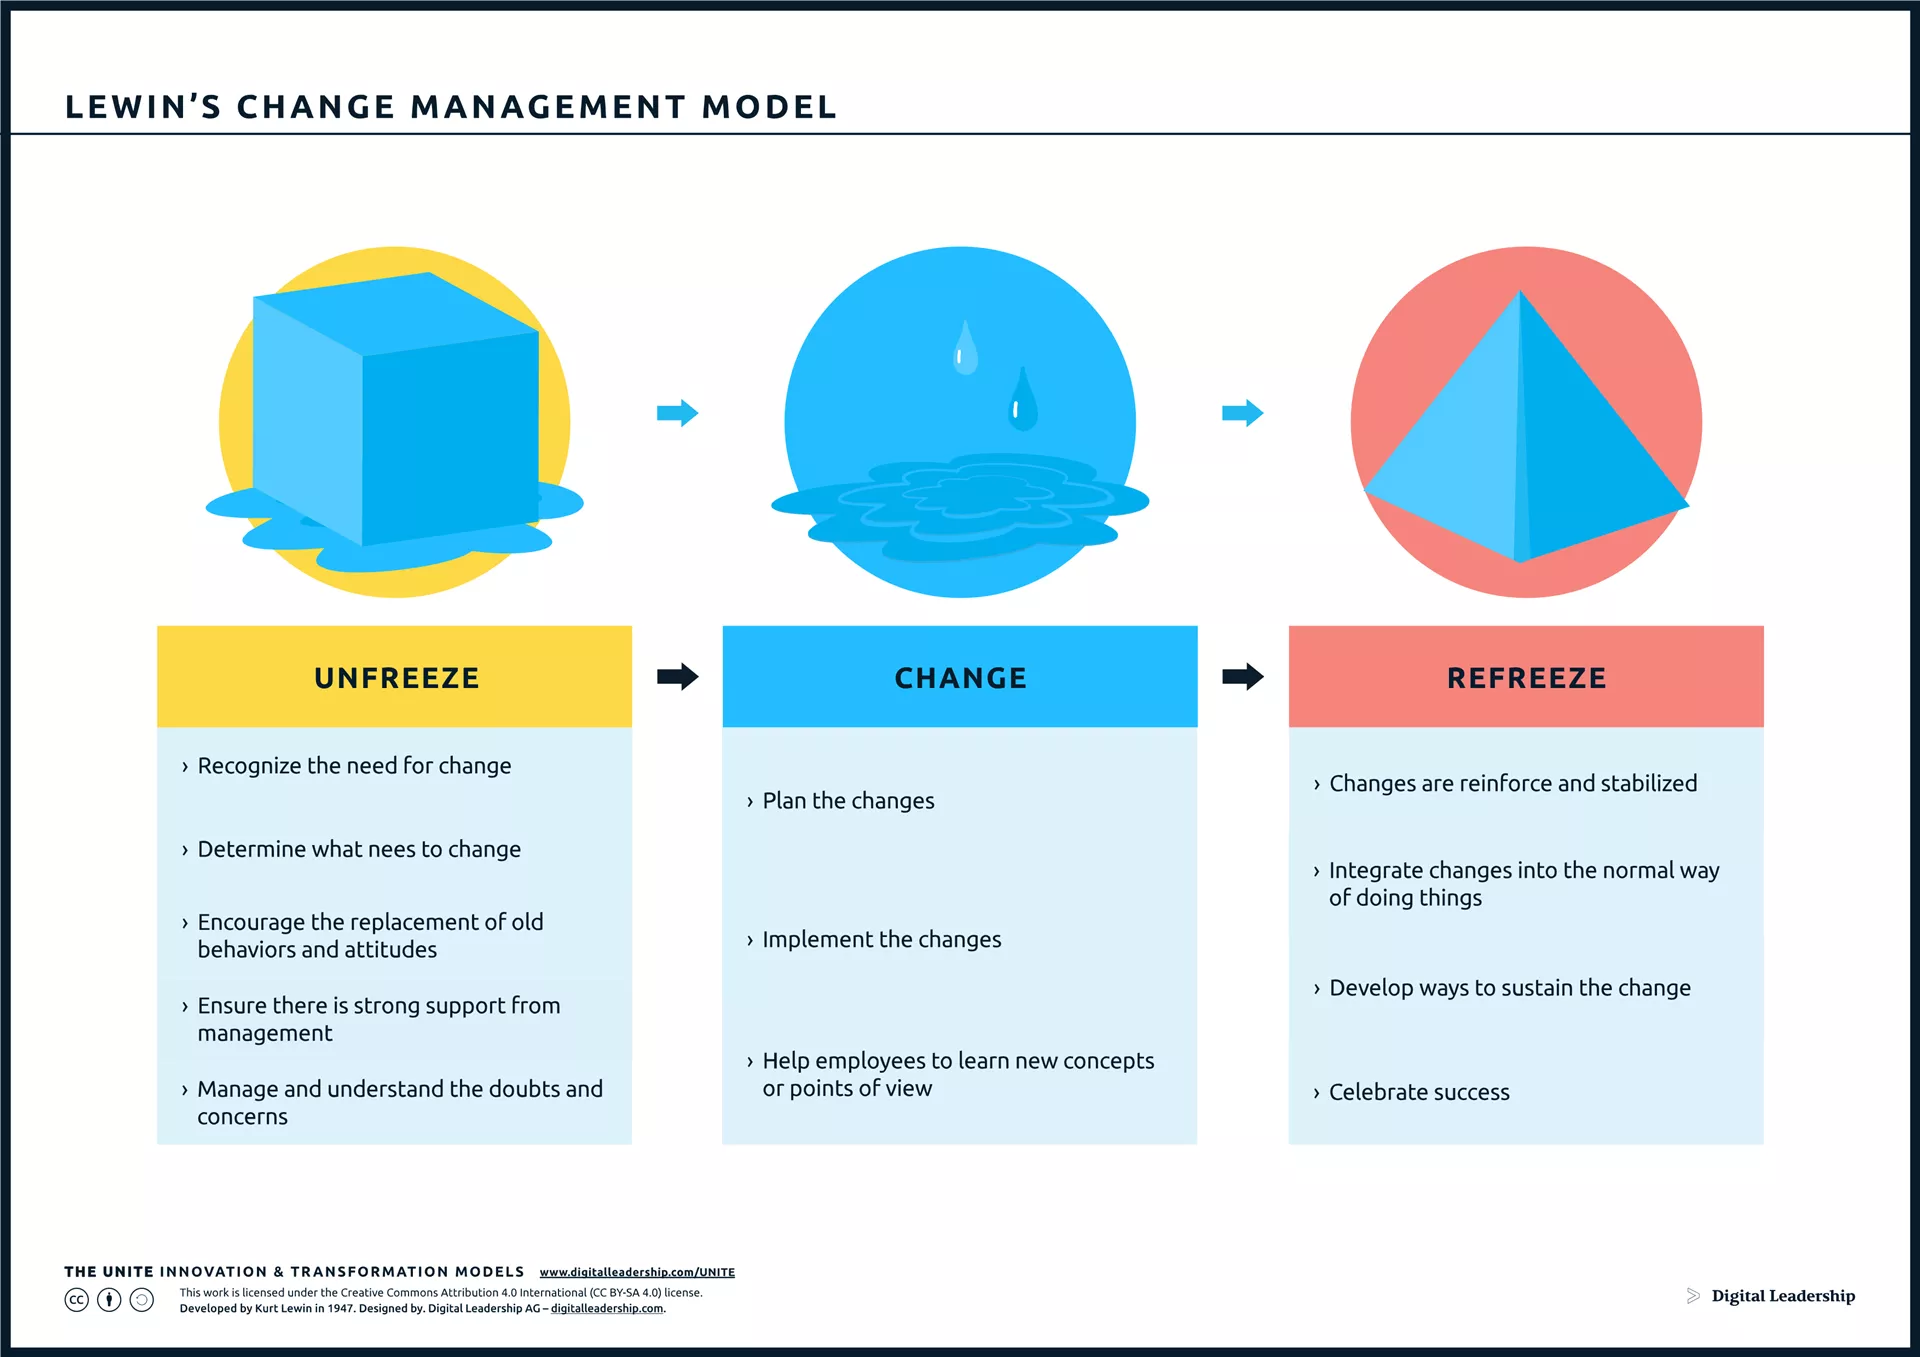 LEWIN’S CHANGE MANAGEMENT MODEL
UNFREEZE
› Recognize the need for change
› Determine what nees to change
› Encourage the replacement of old
behaviors and attitudes
› Ensure there is strong support from
management
› Manage and understand the doubts and
concerns
CHANGE
› Plan the changes
› Implement the changes
› Help employees to learn new concepts
or points of view
REFREEZE
› Changes are reinforce and stabilized
› Integrate changes into the normal way
of doing things
› Develop ways to sustain the change
› Celebrate success
THE UNITE INNOVATION & TRANSFORMATION MODELS www.digitalleadership.com/UNITE
cc
This work is licensed under the Creative Commons Attribution 4.0 International (CC BY-SA 4.0) license.
Developed by Kurt Lewin in 1947. Designed by. Digital Leadership AG – digitalleadership.com.
Digital Leadership